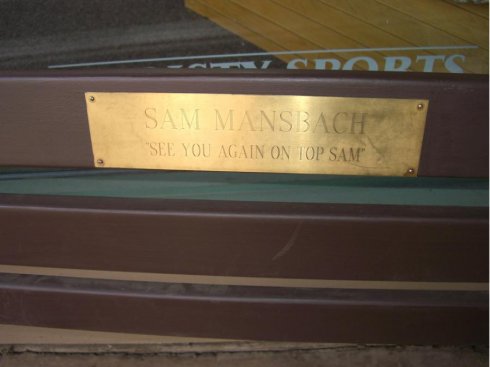 SPORTS
SAM MANSBACH
"SEE YOU AGAIN ON TOP SAM"